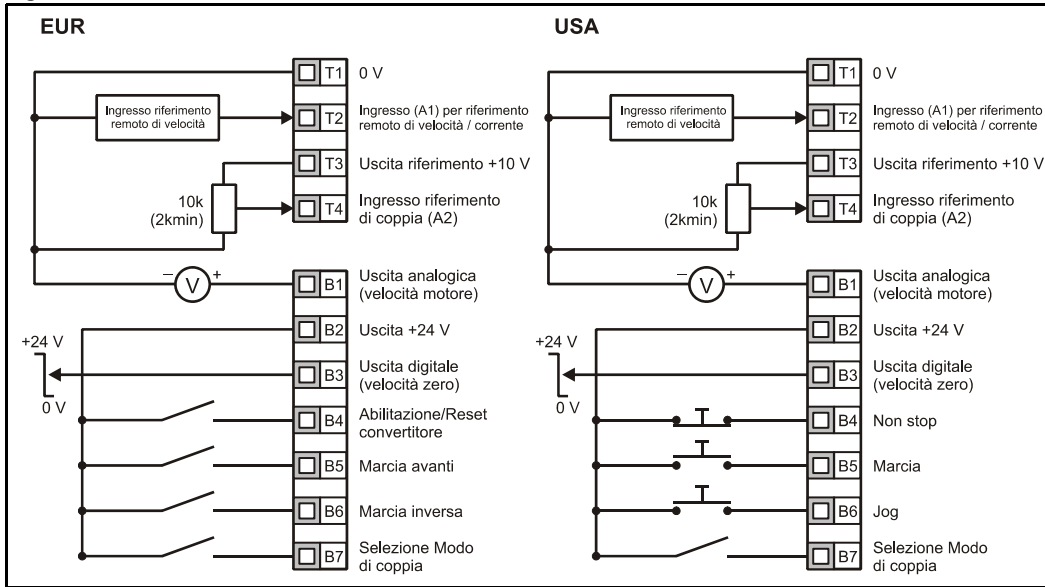 EUR
T1 0 V
Ingresso riferimento
remoto di velocità
T2 Ingresso (A1) per riferimento
remoto di velocità / corrente
T3 Uscita riferimento +10 V
10k
(2kmin)
T4 Ingresso riferimento
di coppia (A2)
– V +
B1 Uscita analogica
(velocità motore)
B2 Uscita +24 V
+24 V
0 V
B3 Uscita digitale
(velocità zero)
B4 Abilitazione/Reset
convertitore
B5 Marcia avanti
B6 Marcia inversa
B7 Selezione Modo
di coppia
USA
T1 0 V
Ingresso riferimento
remoto di velocità
T2 Ingresso (A1) per riferimento
remoto di velocità / corrente
T3 Uscita riferimento +10 V
10k
(2kmin)
T4 Ingresso riferimento
di coppia (A2)
– V +
B1 Uscita analogica
(velocità motore)
B2 Uscita +24 V
+24 V
0 V
B3 Uscita digitale
(velocità zero)
B4 Non stop
B5 Marcia
B6 Jog
B7 Selezione Modo
di coppia